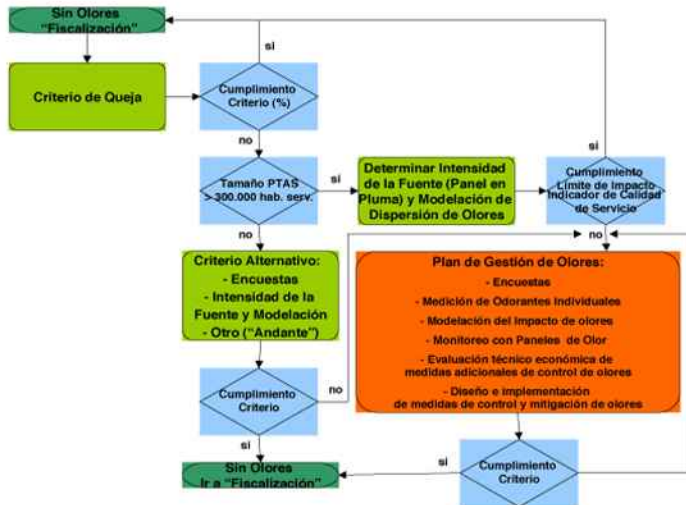 Sin Olores
"Fiscalización"
si
si
Criterio de Queja
Cumplimiento
Criterio (%)
no
Tamaño PTAS
> 300.000 hab. serv.
sí
Determinar Intensidad
de la Fuente (Panel en
Pluma) y Modelación de
Dispersión de Olores
Cumplimiento
Límite de Impacto
Indicador de Calidad
de Servicio
no
no
Criterio Alternativo:
- Encuestas
- Intensidad de la
Fuente y Modelación
- Otro ("Andante")
Plan de Gestión de Olores:
- Encuestas
- Medición de Odorantes Individuales
- Modelación del Impacto de olores
- Monitoreo con Paneles de Olor
- Evaluación técnico económica de
medidas adicionales de control de olores
- Diseño e implementación
de medidas de control y mitigación de olores
Cumplimiento
Criterio
no
si
Sin Olores
Ir a "Fiscalización"
si
Cumplimiento
Criterio
no